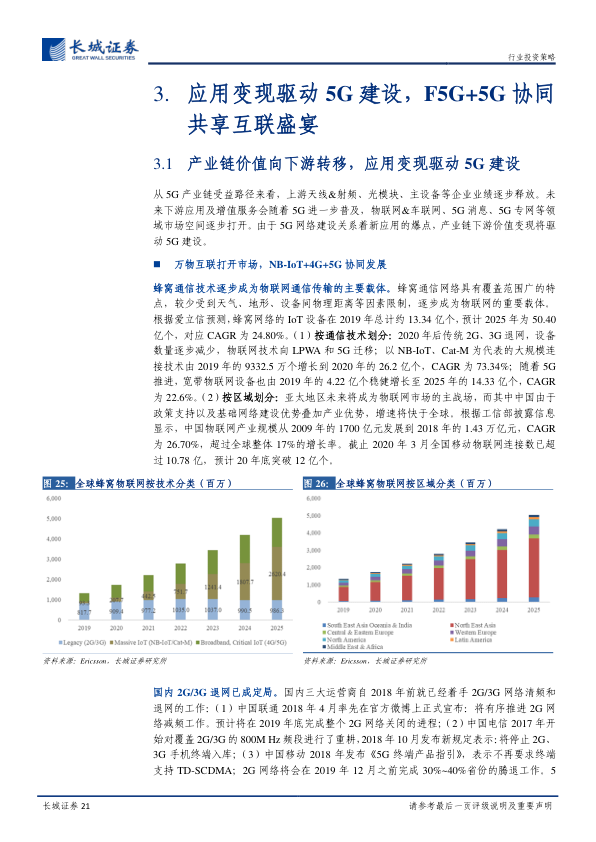 长城证券
GREAT WALL SECURITIES
行业投资策略
3. 应用变现驱动 5G 建设，F5G+5G 协同
共享互联盛宴
3.1 产业链价值向下游转移，应用变现驱动 5G 建设
从 5G 产业链受益路径来看，上游天线&射频、光模块、主设备等企业业绩逐步释放。未
来下游应用及增值服务会随着 5G 进一步普及，物联网&车联网、5G 消息、5G 专网等领
域市场空间逐步打开。由于 5G 网络建设关系着新应用的爆点，产业链下游价值变现将驱
动 5G 建设。
■ 万物互联打开市场，NB-IoT+4G+5G 协同发展
蜂窝通信技术逐步成为物联网通信传输的主要载体。蜂窝通信网络具有覆盖范围广的特
点，较少受到天气、地形、设备间物理距离等因素限制，逐步成为物联网的重要载体。
根据爱立信预测，蜂窝网络的 IoT 设备在 2019 年总计约 13.34 亿个，预计 2025 年为 50.40
亿个，对应 CAGR 为 24.80%。（1）按通信技术划分：2020 年后传统 2G、3G 退网，设备
数量逐步减少，物联网技术向 LPWA 和 5G 迁移；以 NB-IoT、Cat-M 为代表的大规模连
接技术由 2019 年的 9332.5 万个增长到 2020 年的 26.2 亿个，CAGR 为 73.34%；随着 5G
推进，宽带物联网设备也由 2019 年的 4.22 亿个稳健增长至 2025 年的 14.33 亿个，CAGR
为 22.6%。（2）按区域划分：亚太地区未来将成为物联网市场的主战场，而其中中国由于
政策支持以及基础网络建设优势叠加产业优势，增速将快于全球。根据工信部披露信息
显示，中国物联网产业规模从 2009 年的 1700 亿元发展到 2018 年的 1.43 万亿元，CAGR
为 26.70%，超过全球整体 17%的增长率。截止 2020 年 3 月全国移动物联网连接数已超
过 10.78 亿，预计 20 年底突破 12 亿个。
图 25：全球蜂窝物联网按技术分类（百万）
6,000
5,000
4,000
3,000
2,000
1,000
0
817.7 909.4 977.2 1035.0 1037.0 990.5 986.3
442.5 751.7 1241.4 1807.7 2620.4
2019 2020 2021 2022 2023 2024 2025
Legacy (2G/3G) Massive IoT (NB-IoT/Cat-M) Broadband, Critical IoT (4G/5G)
资料来源：Ericsson，长城证券研究所
图 26：全球蜂窝物联网按区域分类（百万）
6,000
5,000
4,000
3,000
2,000
1,000
0
2019 2020 2021 2022 2023 2024 2025
South East Asia Oceania & India North East Asia
Central & Eastern Europe Western Europe
North America Latin America
Middle East & Africa
资料来源：Ericsson，长城证券研究所
国内 2G/3G 退网已成定局。国内三大运营商自 2018 年前就已经着手 2G/3G 网络清频和
退网的工作：（1）中国联通 2018 年 4 月率先在官方微博上正式宣布：将有序推进 2G 网
络减频工作。预计将在 2019 年底完成整个 2G 网络关闭的进程；（2）中国电信 2017 年开
始对覆盖 2G/3G 的 800M Hz 频段进行了重耕，2018 年 10 月发布新规定表示：将停止 2G、
3G 手机终端入库；（3）中国移动 2018 年发布《5G 终端产品指引》，表示不再要求终端
支持 TD-SCDMA；2G 网络将会在 2019 年 12 月之前完成 30%~40%省份的腾退工作。5
长城证券 21
请参考最后一页评级说明及重要声明